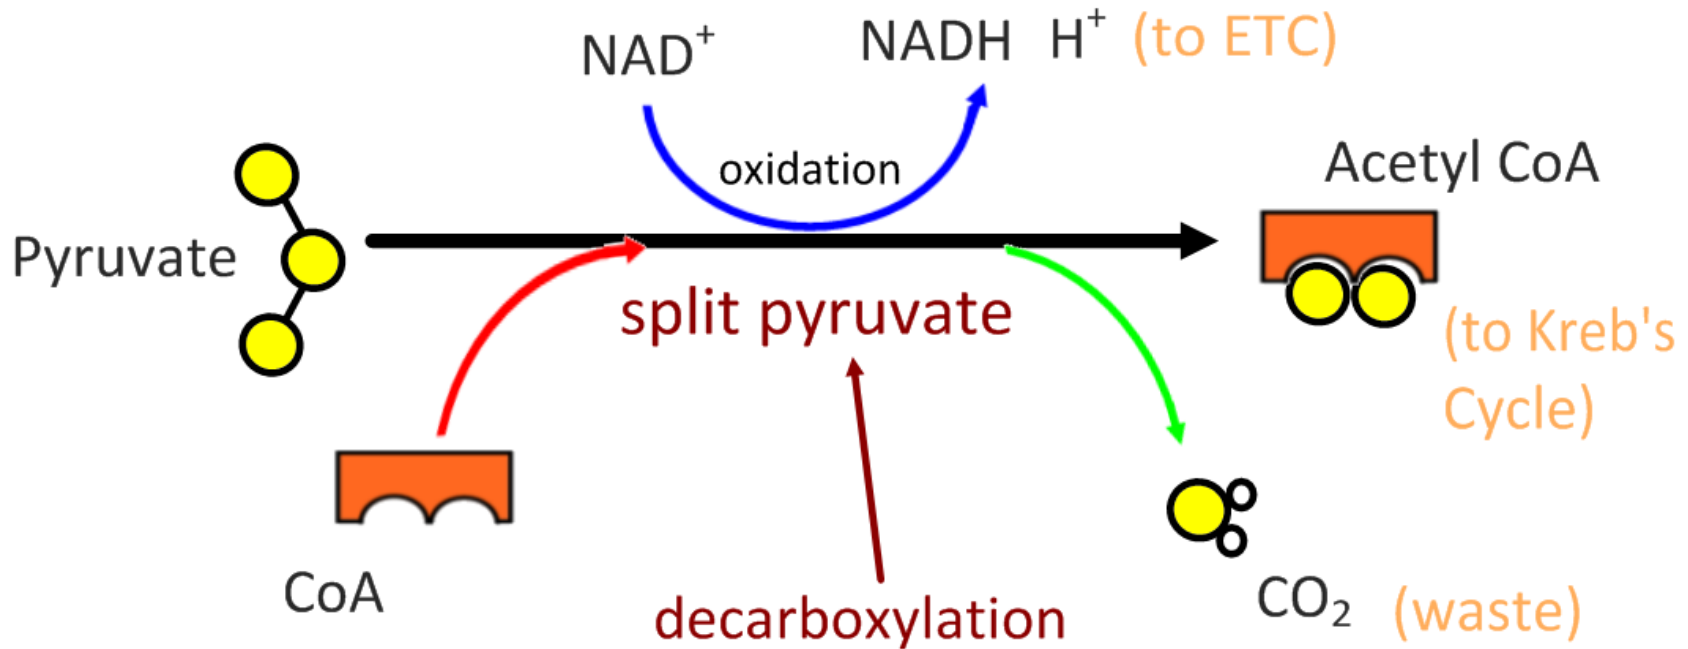 NAD⁺
NADH H⁺ (to ETC)
oxidation
Acetyl CoA
Pyruvate
split pyruvate
(to Kreb's
Cycle)
CoA
decarboxylation
CO₂ (waste)